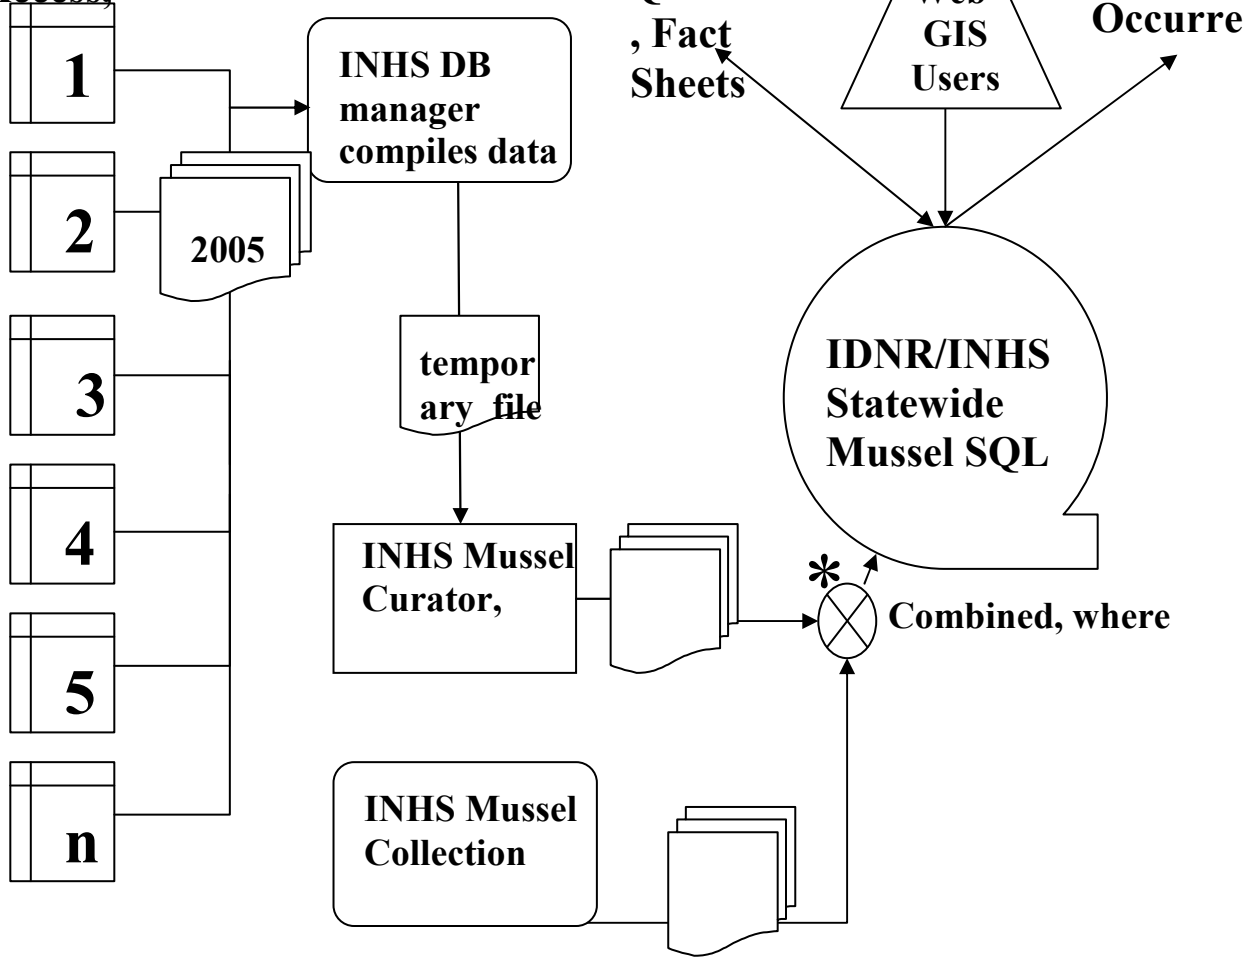 1
2
3
4
5
n
2005
INHS DB
manager
compiles data
tempor
ary file
INHS Mussel
Curator,
INHS Mussel
Collection
, Fact
Sheets
Web
GIS
Users
Occurre
IDNR/INHS
Statewide
Mussel SQL
*
Combined, where